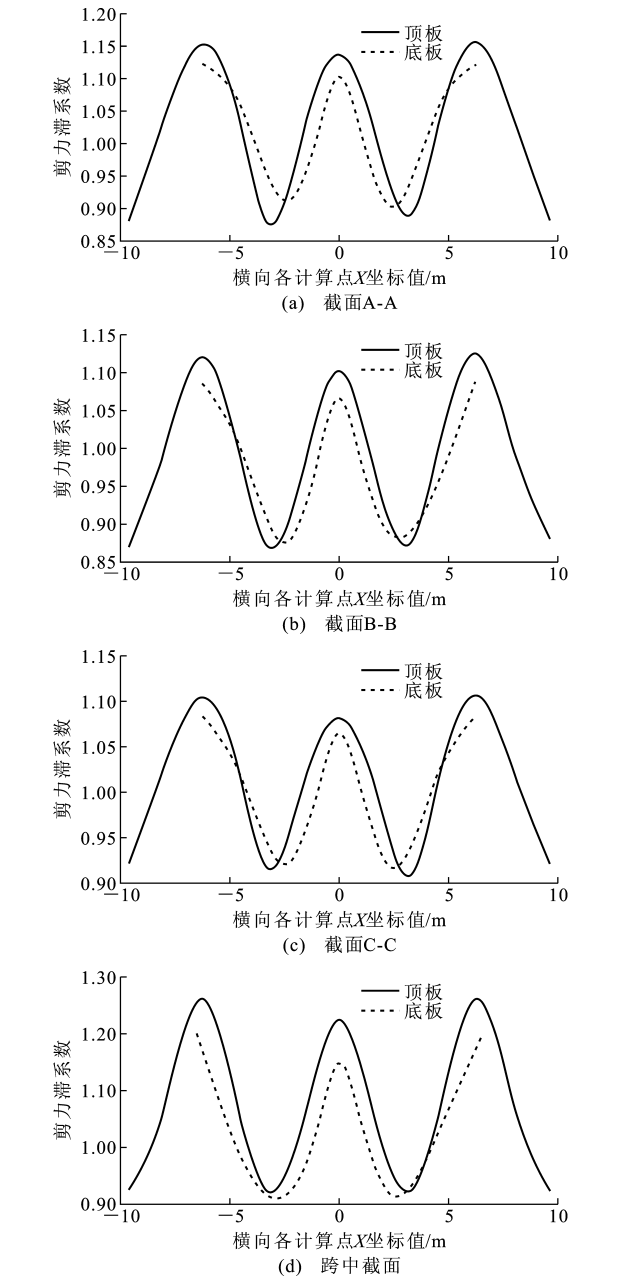 1.20
1.15
1.10
1.05
1.00
0.95
0.90
0.85
剪力滞系数
顶板
底板
−10 −5 0 5 10
横向各计算点X坐标值/m
(a) 截面A-A
1.15
1.10
1.05
1.00
0.95
0.90
0.85
剪力滞系数
顶板
底板
−10 −5 0 5 10
横向各计算点X坐标值/m
(b) 截面B-B
1.15
1.10
1.05
1.00
0.95
0.90
剪力滞系数
顶板
底板
−10 −5 0 5 10
横向各计算点X坐标值/m
(c) 截面C-C
1.30
1.20
1.10
1.00
0.90
剪力滞系数
顶板
底板
−10 −5 0 5 10
横向各计算点X坐标值/m
(d) 跨中截面